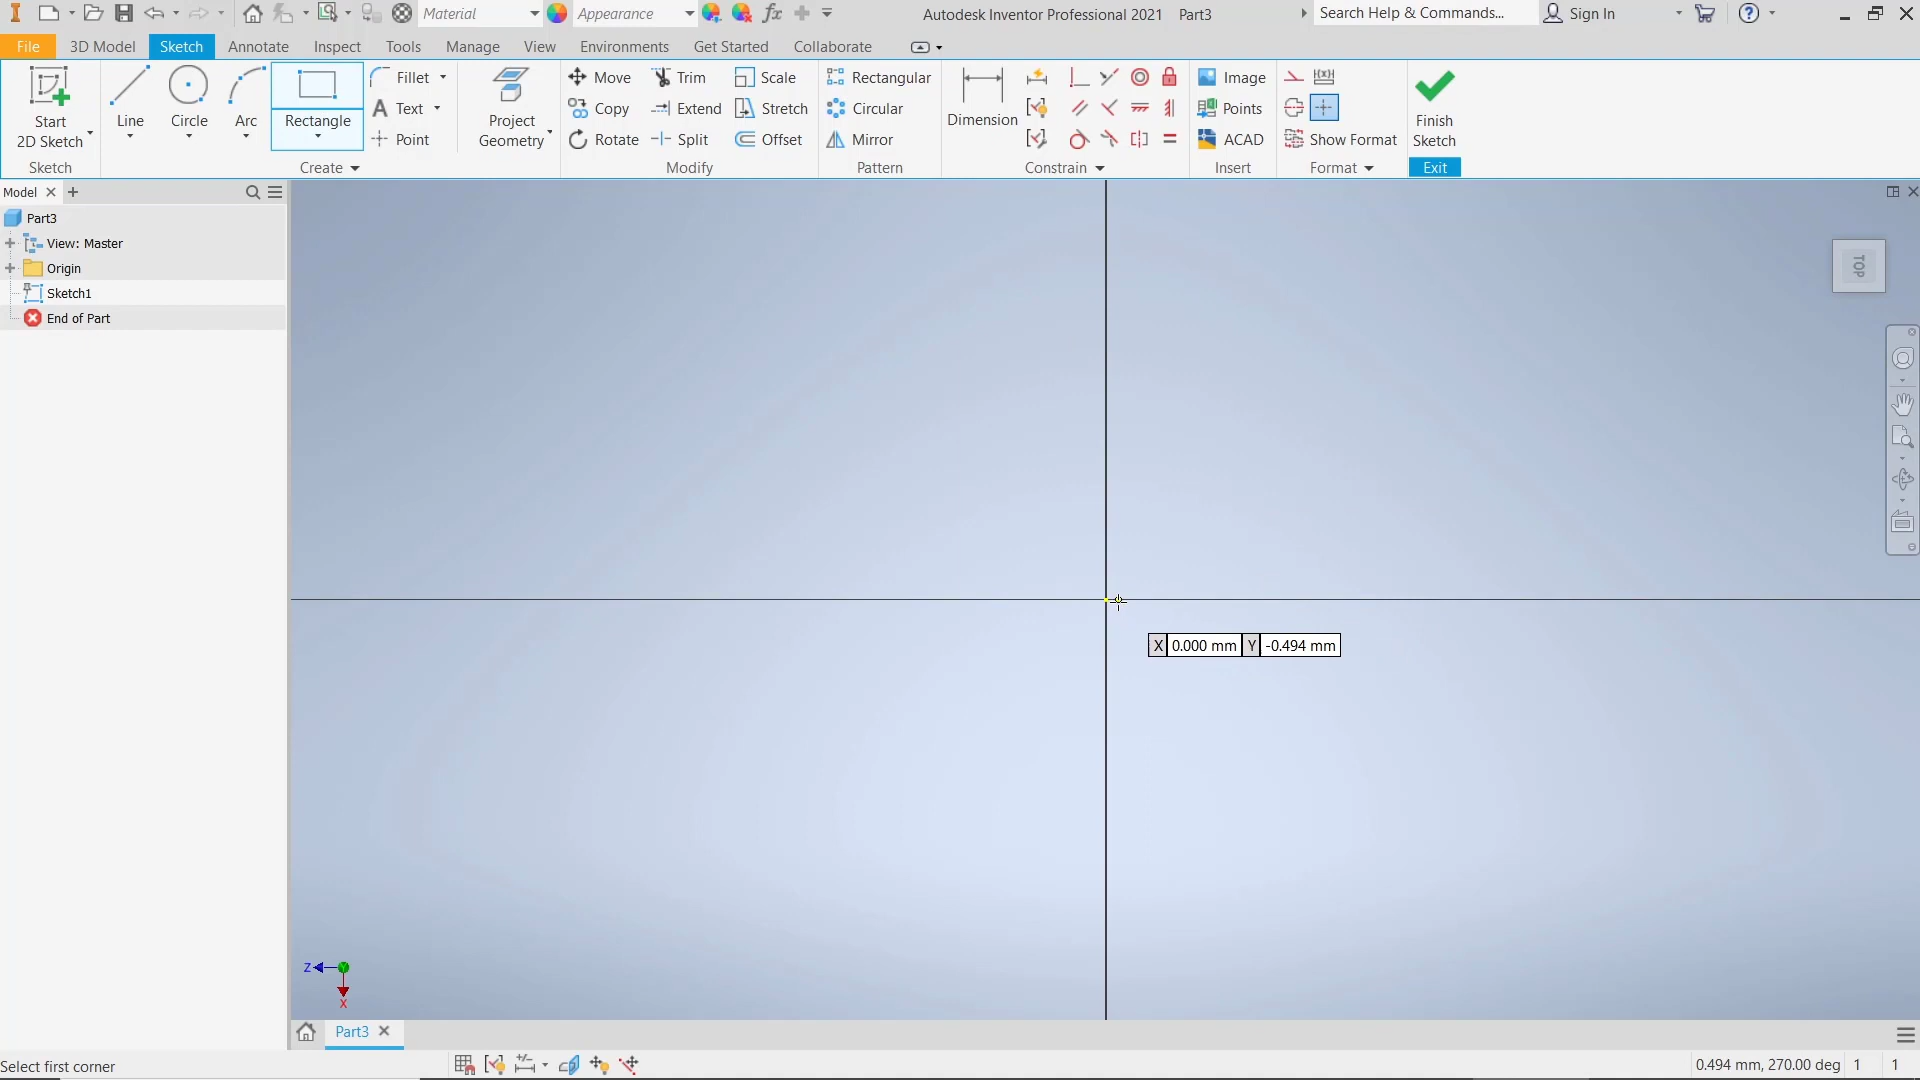 Material
Appearance
Autodesk Inventor Professional 2021 Part3
Search Help & Commands...
Sign In
File 3D Model Sketch Annotate Inspect Tools Manage View Environments Get Started Collaborate
Start
2D Sketch
Line
Circle
Arc
Rectangle
Fillet
Text
Point
Project
Geometry
Move
Copy
Rotate
Trim
Extend
Split
Scale
Stretch
Offset
Rectangular
Circular
Mirror
Dimension
Image
Points
ACAD
Show Format
Finish
Sketch
Sketch Create Modify Pattern Constrain Insert Format Exit
Model
Part3
View: Master
Origin
Sketch1
End of Part
TOP
X 0.000 mm Y -0.494 mm
Z
Y
X
Part3
Select first corner
0.494 mm, 270.00 deg 1 1